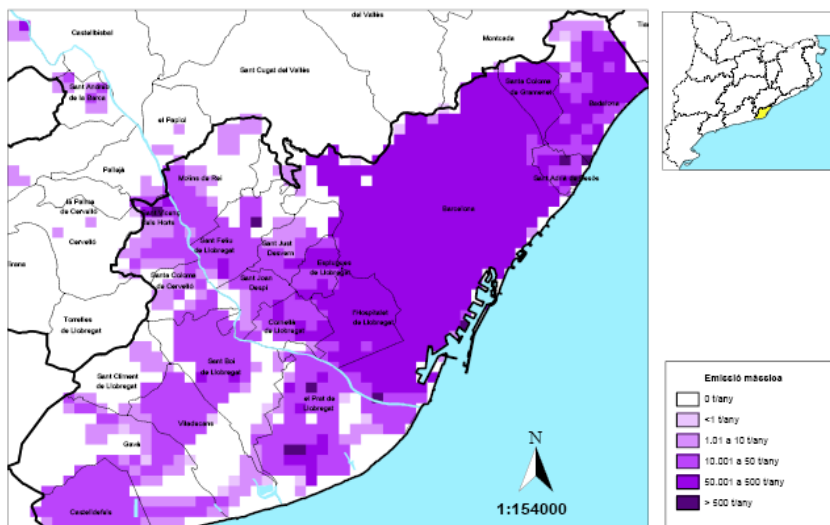 del Vallès
Castellbisbal
Montcada
Sant Cugat del Vallès
Sant Andreu
de la Barca
Santa Coloma
de Gramenet
Badalona
el Papiol
Pallejà
Molins de Rei
Sant Adrià de Besòs
la Palma
de Cervelló
Barcelona
Sant Vicenç
dels Horts
Cervelló
Sant Feliu
de Llobregat
Sant Just
Desvern
Esplugues
de Llobregat
Santa Coloma
de Cervelló
Sant Joan
Despí
l'Hospitalet
de Llobregat
Cornellà
de Llobregat
Torrelles
de Llobregat
Sant Boi
de Llobregat
Sant Climent
de Llobregat
el Prat de
Llobregat
Viladecans
Gavà
Castelldefels
N
1:154000
Emissió màssica
0 t/any
<1 t/any
1.01 a 10 t/any
10.001 a 50 t/any
50.001 a 500 t/any
> 500 t/any